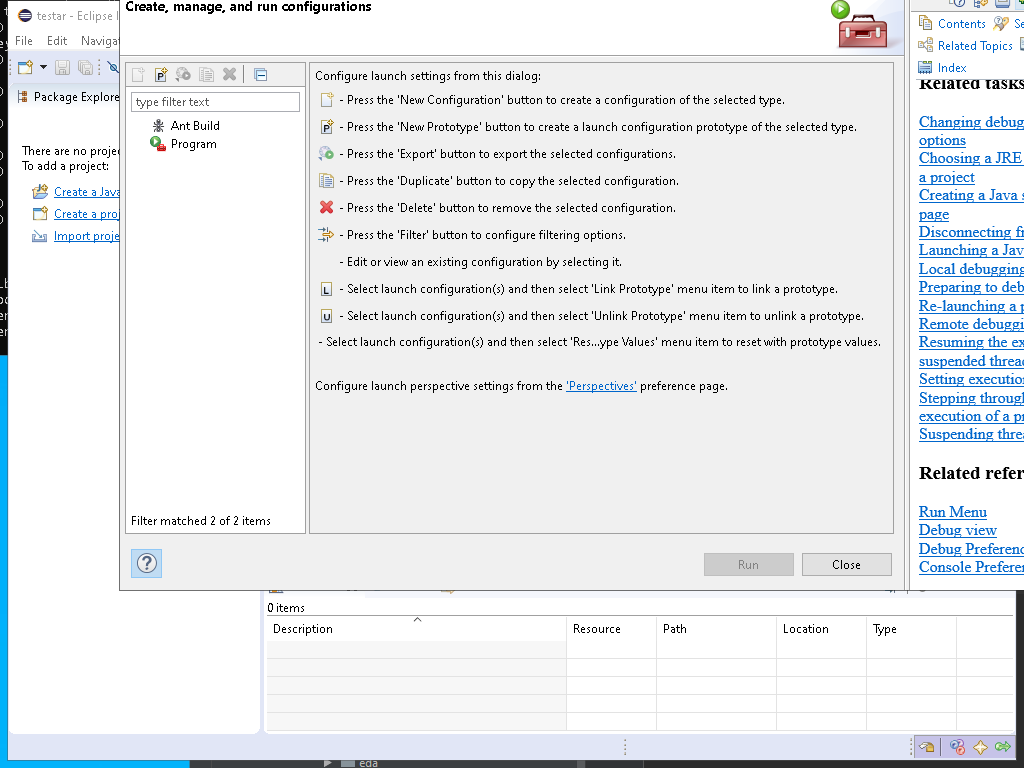 testar - Eclipse I
Create, manage, and run configurations
File Edit Naviga
Package Explore
type filter text
Ant Build
Program
There are no proje
To add a project:
Create a Java
Create a proj
Import proje
Filter matched 2 of 2 items
Configure launch settings from this dialog:
- Press the 'New Configuration' button to create a configuration of the selected type.
- Press the 'New Prototype' button to create a launch configuration prototype of the selected type.
- Press the 'Export' button to export the selected configurations.
- Press the 'Duplicate' button to copy the selected configuration.
- Press the 'Delete' button to remove the selected configuration.
- Press the 'Filter' button to configure filtering options.
- Edit or view an existing configuration by selecting it.
L - Select launch configuration(s) and then select 'Link Prototype' menu item to link a prototype.
U - Select launch configuration(s) and then select 'Unlink Prototype' menu item to unlink a prototype.
- Select launch configuration(s) and then select 'Res...ype Values' menu item to reset with prototype values.
Configure launch perspective settings from the 'Perspectives' preference page.
Run
Close
Contents Se
Related Topics
Index
Related tasks
Changing debug
options
Choosing a JRE
a project
Creating a Java s
page
Disconnecting fr
Launching a Jav
Local debugging
Preparing to deb
Re-launching a p
Remote debuggi
Resuming the ex
suspended threa
Setting executio
Stepping through
execution of a pr
Suspending threa
Related refer
Run Menu
Debug view
Debug Preferenc
Console Preferen
0 items
Description Resource Path Location Type
eda